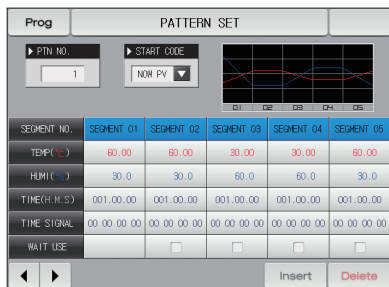 Prog PATTERN SET
PTN NO. START CODE
1 NOW PV
01 02 03 04 05
SEGMENT NO. SEGMENT 01 SEGMENT 02 SEGMENT 03 SEGMENT 04 SEGMENT 05
TEMP(℃) 60.00 60.00 30.00 30.00 60.00
HUMI( ) 30.0 30.0 60.0 60.0 30.0
TIME(H.M.S) 001.00.00 001.00.00 001.00.00 001.00.00 001.00.00
TIME SIGNAL 00 00 00 00 00 00 00 00 00 00 00 00 00 00 00 00 00 00 00 00
WAIT USE
Insert Delete